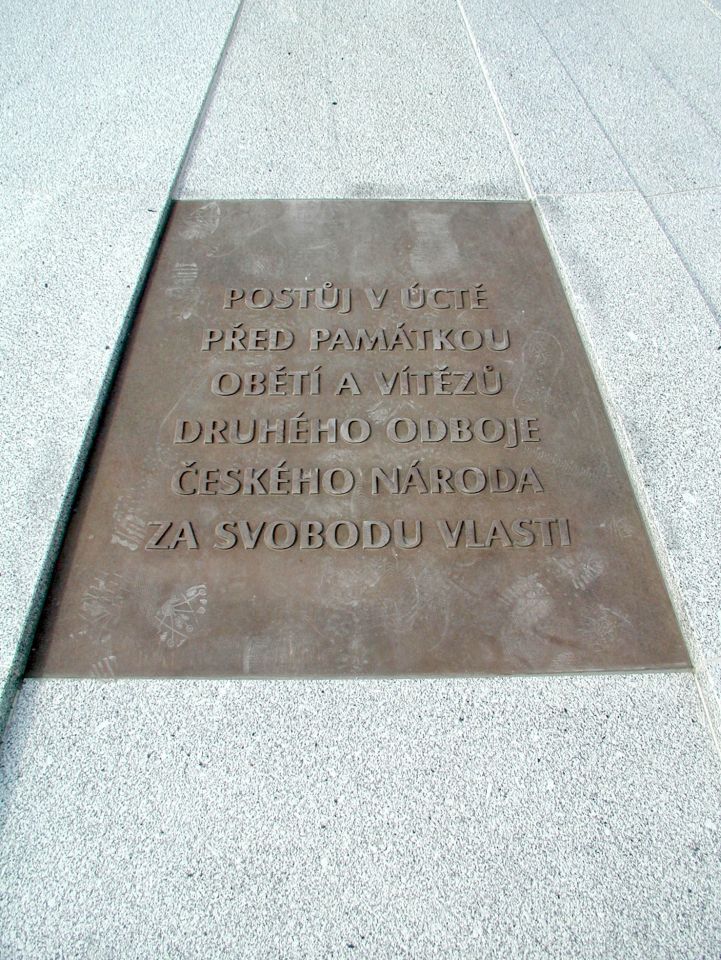 POSTŮJ V ÚCTĚ
PŘED PAMÁTKOU
OBĚTÍ A VÍTĚZŮ
DRUHÉHO ODBOJE
ČESKÉHO NÁRODA
ZA SVOBODU VLASTI